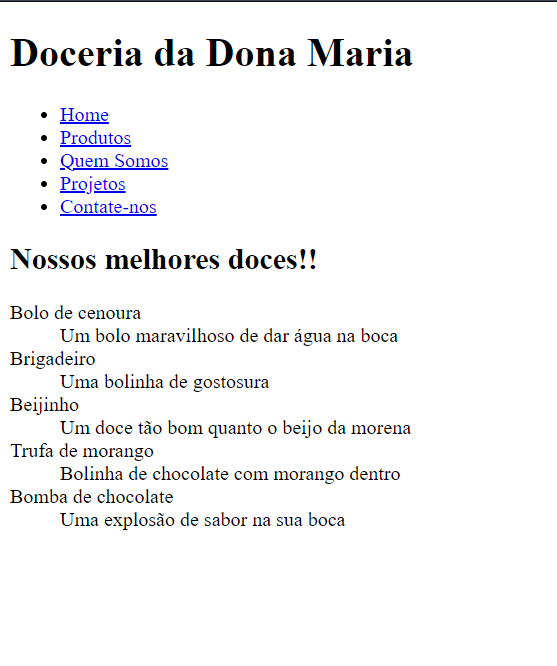 Doceria da Dona Maria
Home
Produtos
Quem Somos
Projetos
Contate-nos
Nossos melhores doces!!
Bolo de cenoura
Um bolo maravilhoso de dar água na boca
Brigadeiro
Uma bolinha de gostosura
Beijinho
Um doce tão bom quanto o beijo da morena
Trufa de morango
Bolinha de chocolate com morango dentro
Bomba de chocolate
Uma explosão de sabor na sua boca